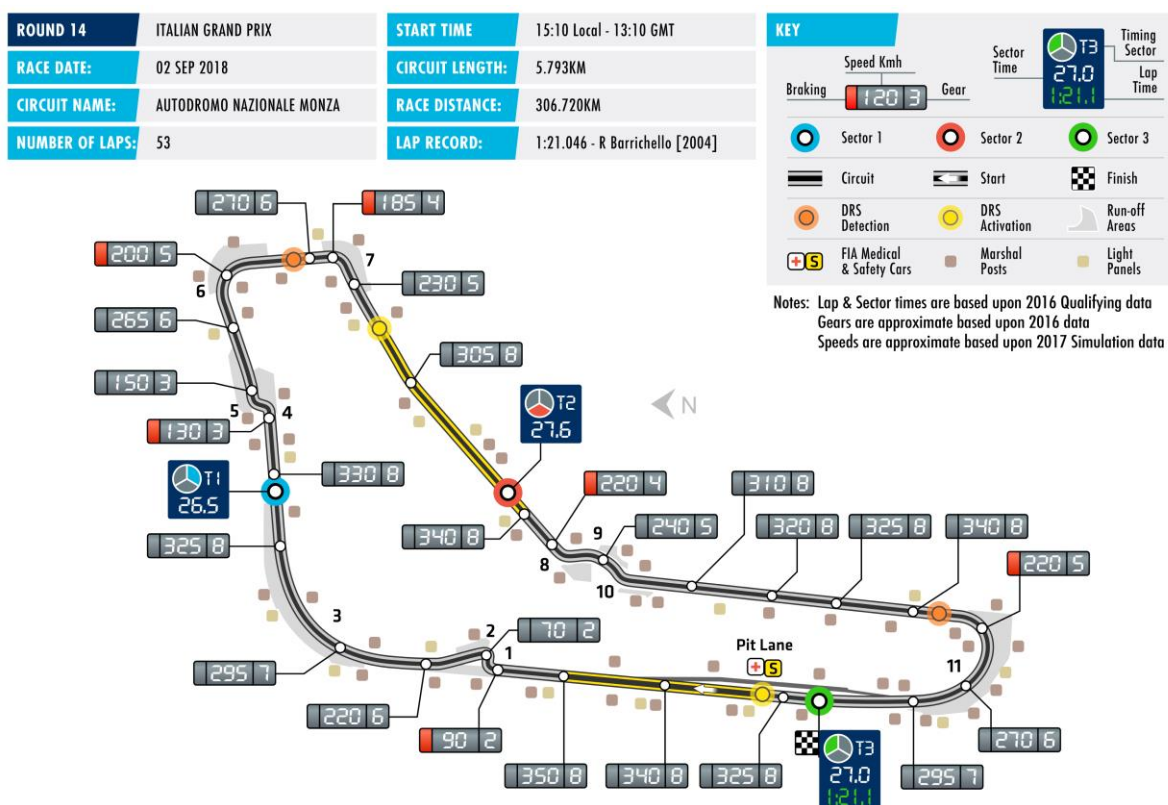 ROUND 14 ITALIAN GRAND PRIX
RACE DATE: 02 SEP 2018
CIRCUIT NAME: AUTODROMO NAZIONALE MONZA
NUMBER OF LAPS: 53
START TIME 15:10 Local - 13:10 GMT
CIRCUIT LENGTH: 5.793KM
RACE DISTANCE: 306.720KM
LAP RECORD: 1:21.046 - R Barrichello [2004]
KEY
Speed Kmh
Braking 120 3 Gear
Sector Time
T3
27.0
1:21.1
Timing Sector
Lap Time
Sector 1 Sector 2 Sector 3
Circuit Start Finish
DRS Detection
DRS Activation
Run-off Areas
S FIA Medical & Safety Cars
Marshal Posts
Light Panels
Notes: Lap & Sector times are based upon 2016 Qualifying data
Gears are approximate based upon 2016 data
Speeds are approximate based upon 2017 Simulation data
270 6
185 4
200 5
7
6
230 5
265 6
305 8
150 3
N
5 4
T2
27.6
130 3
T1
26.5
330 8
220 4
310 8
9
240 5
320 8
325 8
340 8
340 8
325 8
8
220 5
10
3
2
70 2
1
Pit Lane
S
11
295 7
220 6
90 2
270 6
T3
27.0
1:21.1
350 8
340 8
325 8
295 7